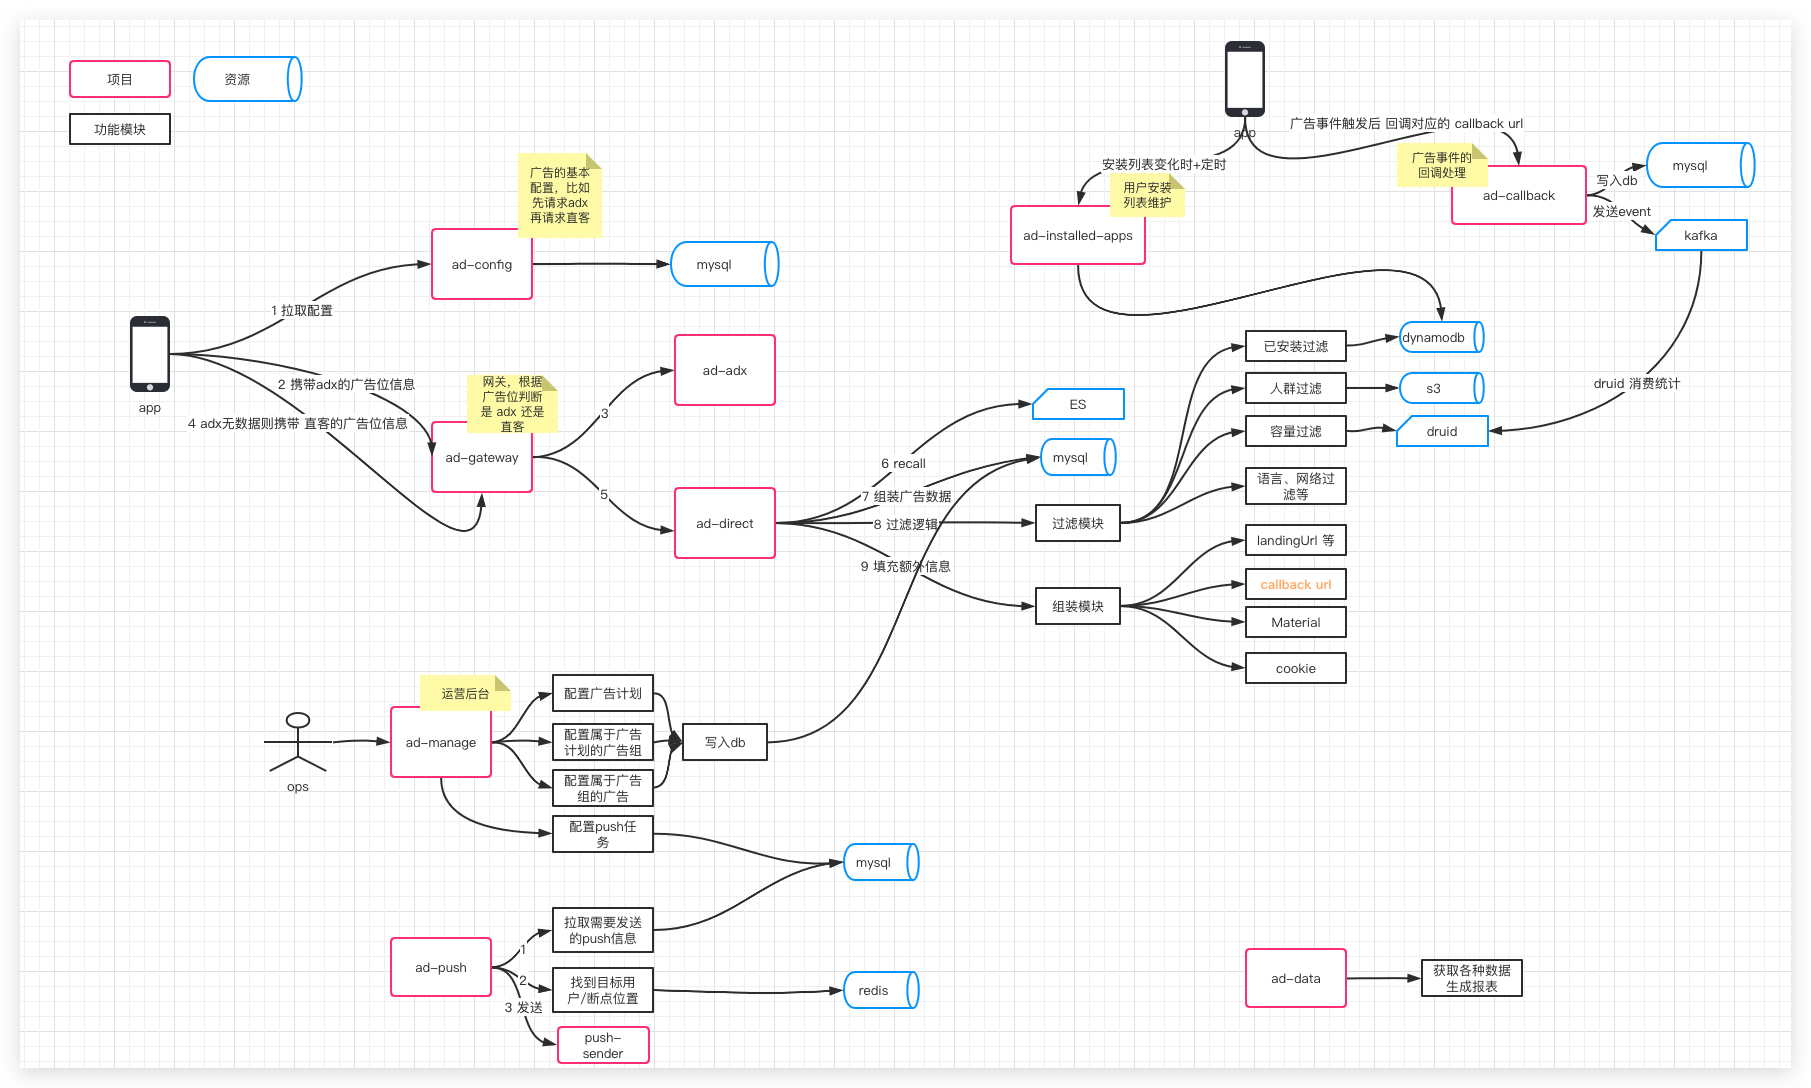 项目
资源
功能模块
app
广告事件触发后 回调对应的 callback url
安装列表变化时+定时
广告事件的
回调处理
ad-callback
写入db
mysql
发送event
kafka
用户安装
列表维护
ad-installed-apps
广告的基本
配置，比如
先请求adx
再请求直客
ad-config
mysql
1 拉取配置
app
2 携带adx的广告位信息
4 adx无数据则携带 直客的广告位信息
网关，根据
广告位判断
是 adx 还是
直客
ad-gateway
3
5
ad-adx
ad-direct
6 recall
7 组装广告数据
8 过滤逻辑
9 填充额外信息
ES
mysql
过滤模块
组装模块
已安装过滤
人群过滤
容量过滤
语言、网络过
滤等
landingUrl 等
callback url
Material
cookie
dynamodb
s3
druid
druid 消费统计
ops
运营后台
ad-manage
配置广告计划
配置属于广告
计划的广告组
配置属于广告
组的广告
写入db
配置push任
务
mysql
ad-push
1
2
3 发送
拉取需要发送
的push信息
找到目标用
户/断点位置
push-
sender
redis
ad-data
获取各种数据
生成报表